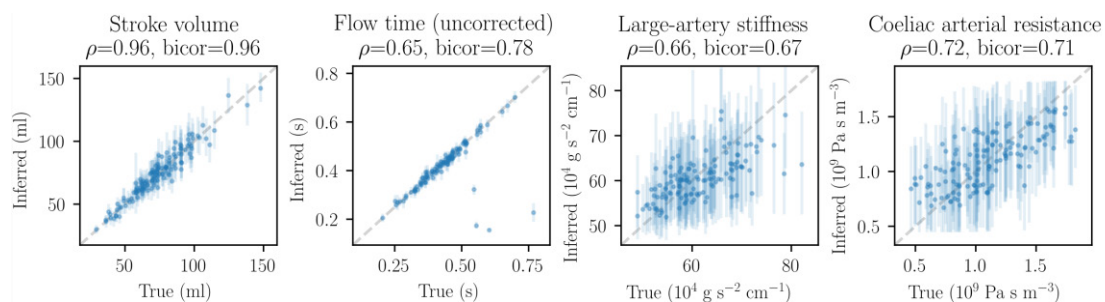 Stroke volume
ρ=0.96, bicor=0.96
150
100
50
Inferred (ml)
50
100
150
True (ml)
Flow time (uncorrected)
ρ=0.65, bicor=0.78
0.8
0.6
0.4
0.2
Inferred (s)
0.25
0.50
0.75
True (s)
Large-artery stiffness
ρ=0.66, bicor=0.67
80
70
60
50
Inferred (10⁴ g s⁻² cm⁻¹)
60
70
80
True (10⁴ g s⁻² cm⁻¹)
Coeliac arterial resistance
ρ=0.72, bicor=0.71
1.5
1.0
0.5
Inferred (10⁹ Pa s m⁻³)
0.5
1.0
1.5
True (10⁹ Pa s m⁻³)